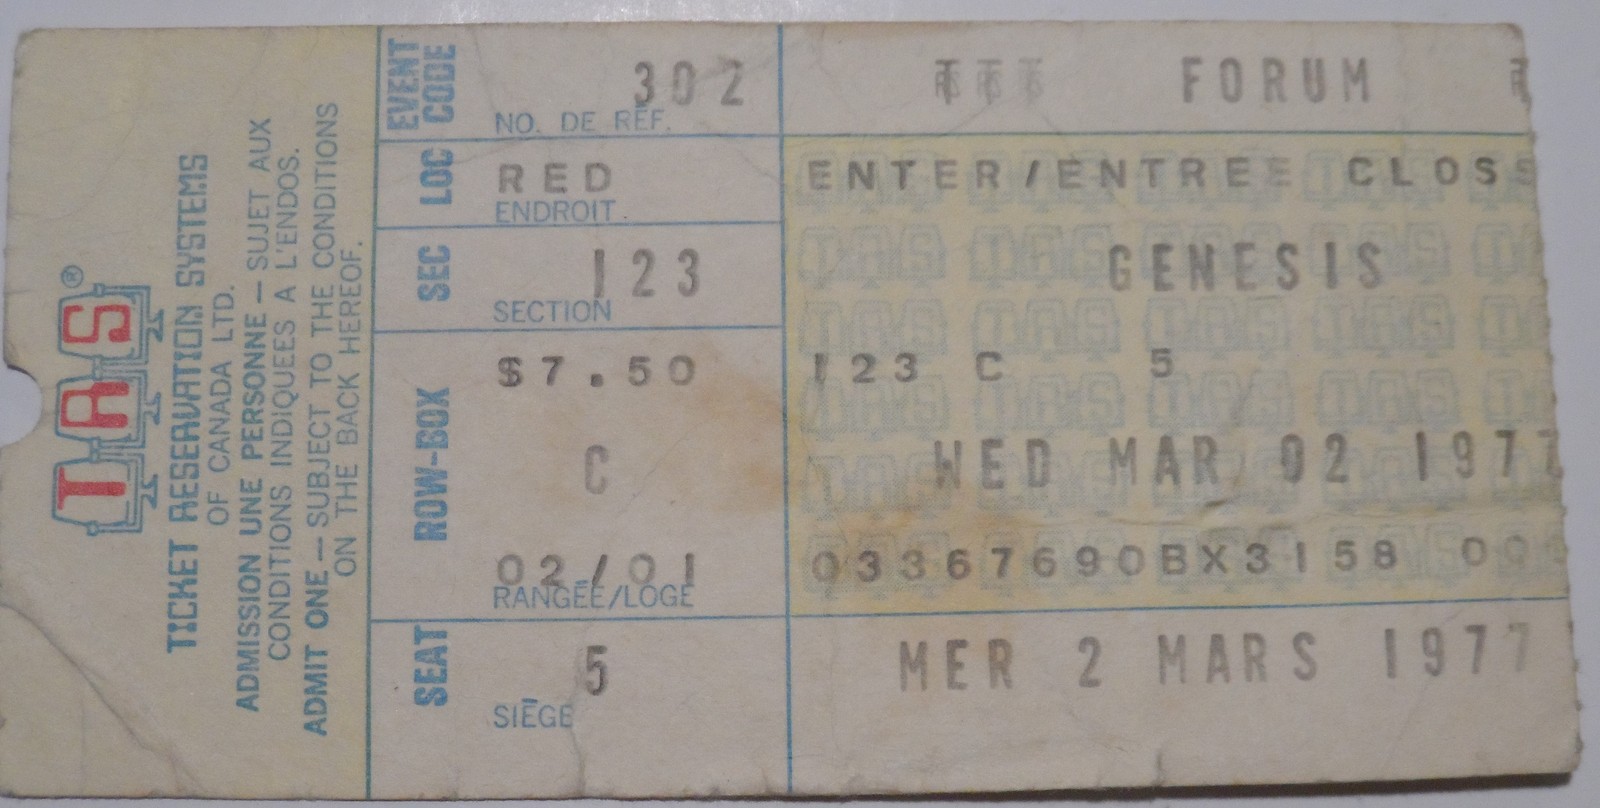 TRS®
TICKET RESERVATION SYSTEMS
OF CANADA LTD.
ADMISSION UNE PERSONNE — SUJET AUX
CONDITIONS INDIQUEES A L'ENDOS.
ADMIT ONE — SUBJECT TO THE CONDITIONS
ON THE BACK HEREOF.
EVENT CODE
302
NO. DE RÉF.
LOC
RED
ENDROIT
SEC
123
SECTION
ROW-BOX
$7.50
C
02/01
RANGÉE/LOGE
SEAT
5
SIÈGE
FORUM
ENTER/ENTREE CLOSS
GENESIS
123 C 5
WED MAR 02 1977
03367690BX3158
MER 2 MARS 1977